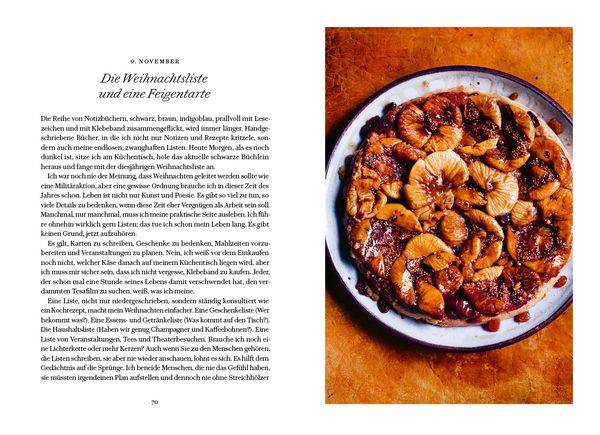 9. NOVEMBER
Die Weihnachtsliste
und eine Feigentarte
Die Reihe von Notizbüchern, schwarz, braun, indigoblau, prallvoll mit Lese-
zeichen und mit Klebeband zusammengeflickt, wird immer länger. Handge-
schriebene Bücher, in die ich nicht nur Notizen und Rezepte kritzele, son-
dern auch meine endlosen, zwanghaften Listen. Heute Morgen, als es noch
dunkel ist, sitze ich am Küchentisch, hole das aktuelle schwarze Büchlein
heraus und fange mit der diesjährigen Weihnachtsliste an.
Ich war noch nie der Meinung, dass Weihnachten geleitet werden sollte wie
eine Militäraktion, aber eine gewisse Ordnung brauche ich in dieser Zeit des
Jahres schon. Leben ist nicht nur Kunst und Poesie. Es gibt so viel zu tun, so
viele Details zu bedenken, wenn diese Zeit eher Vergnügen als Arbeit sein soll.
Manchmal, nur manchmal, muss ich meine praktische Seite ausleben. Ich füh-
re ohnehin wirklich gern Listen; das tue ich schon mein Leben lang. Es gibt
keinen Grund, jetzt aufzuhören.
Es gilt, Karten zu schreiben, Geschenke zu bedenken, Mahlzeiten vorzu-
bereiten und Veranstaltungen zu planen. Nein, ich weiß vor dem Einkaufen
noch nicht, welcher Käse danach auf meinem Küchentisch liegen wird, aber
ich muss mir sicher sein, dass ich nicht vergesse, Klebeband zu kaufen. Jeder,
der schon mal eine Stunde seines Lebens damit verschwendet hat, den ver-
dammten Tesafilm zu suchen, weiß, was ich meine.
Eine Liste, nicht nur niedergeschrieben, sondern ständig konsultiert wie
ein Kochrezept, macht mein Weihnachten einfacher. Eine Geschenkeliste (Wer
bekommt was?). Eine Essens- und Getränkeliste (Was kommt auf den Tisch?).
Die Haushaltsliste (Haben wir genug Champagner und Kaffeebohnen?). Eine
Liste von Veranstaltungen, Tees und Theaterbesuchen. Brauche ich noch ei-
ne Lichterkette oder mehr Kerzen? Auch wenn Sie zu den Menschen gehören,
die Listen schreiben, sie aber nie wieder anschauen, lohnt es sich. Es hilft dem
Gedächtnis auf die Sprünge. Ich beneide Menschen, die nie das Gefühl haben,
sie müssten irgendeinen Plan aufstellen und dennoch nie ohne Streichhölzer
70